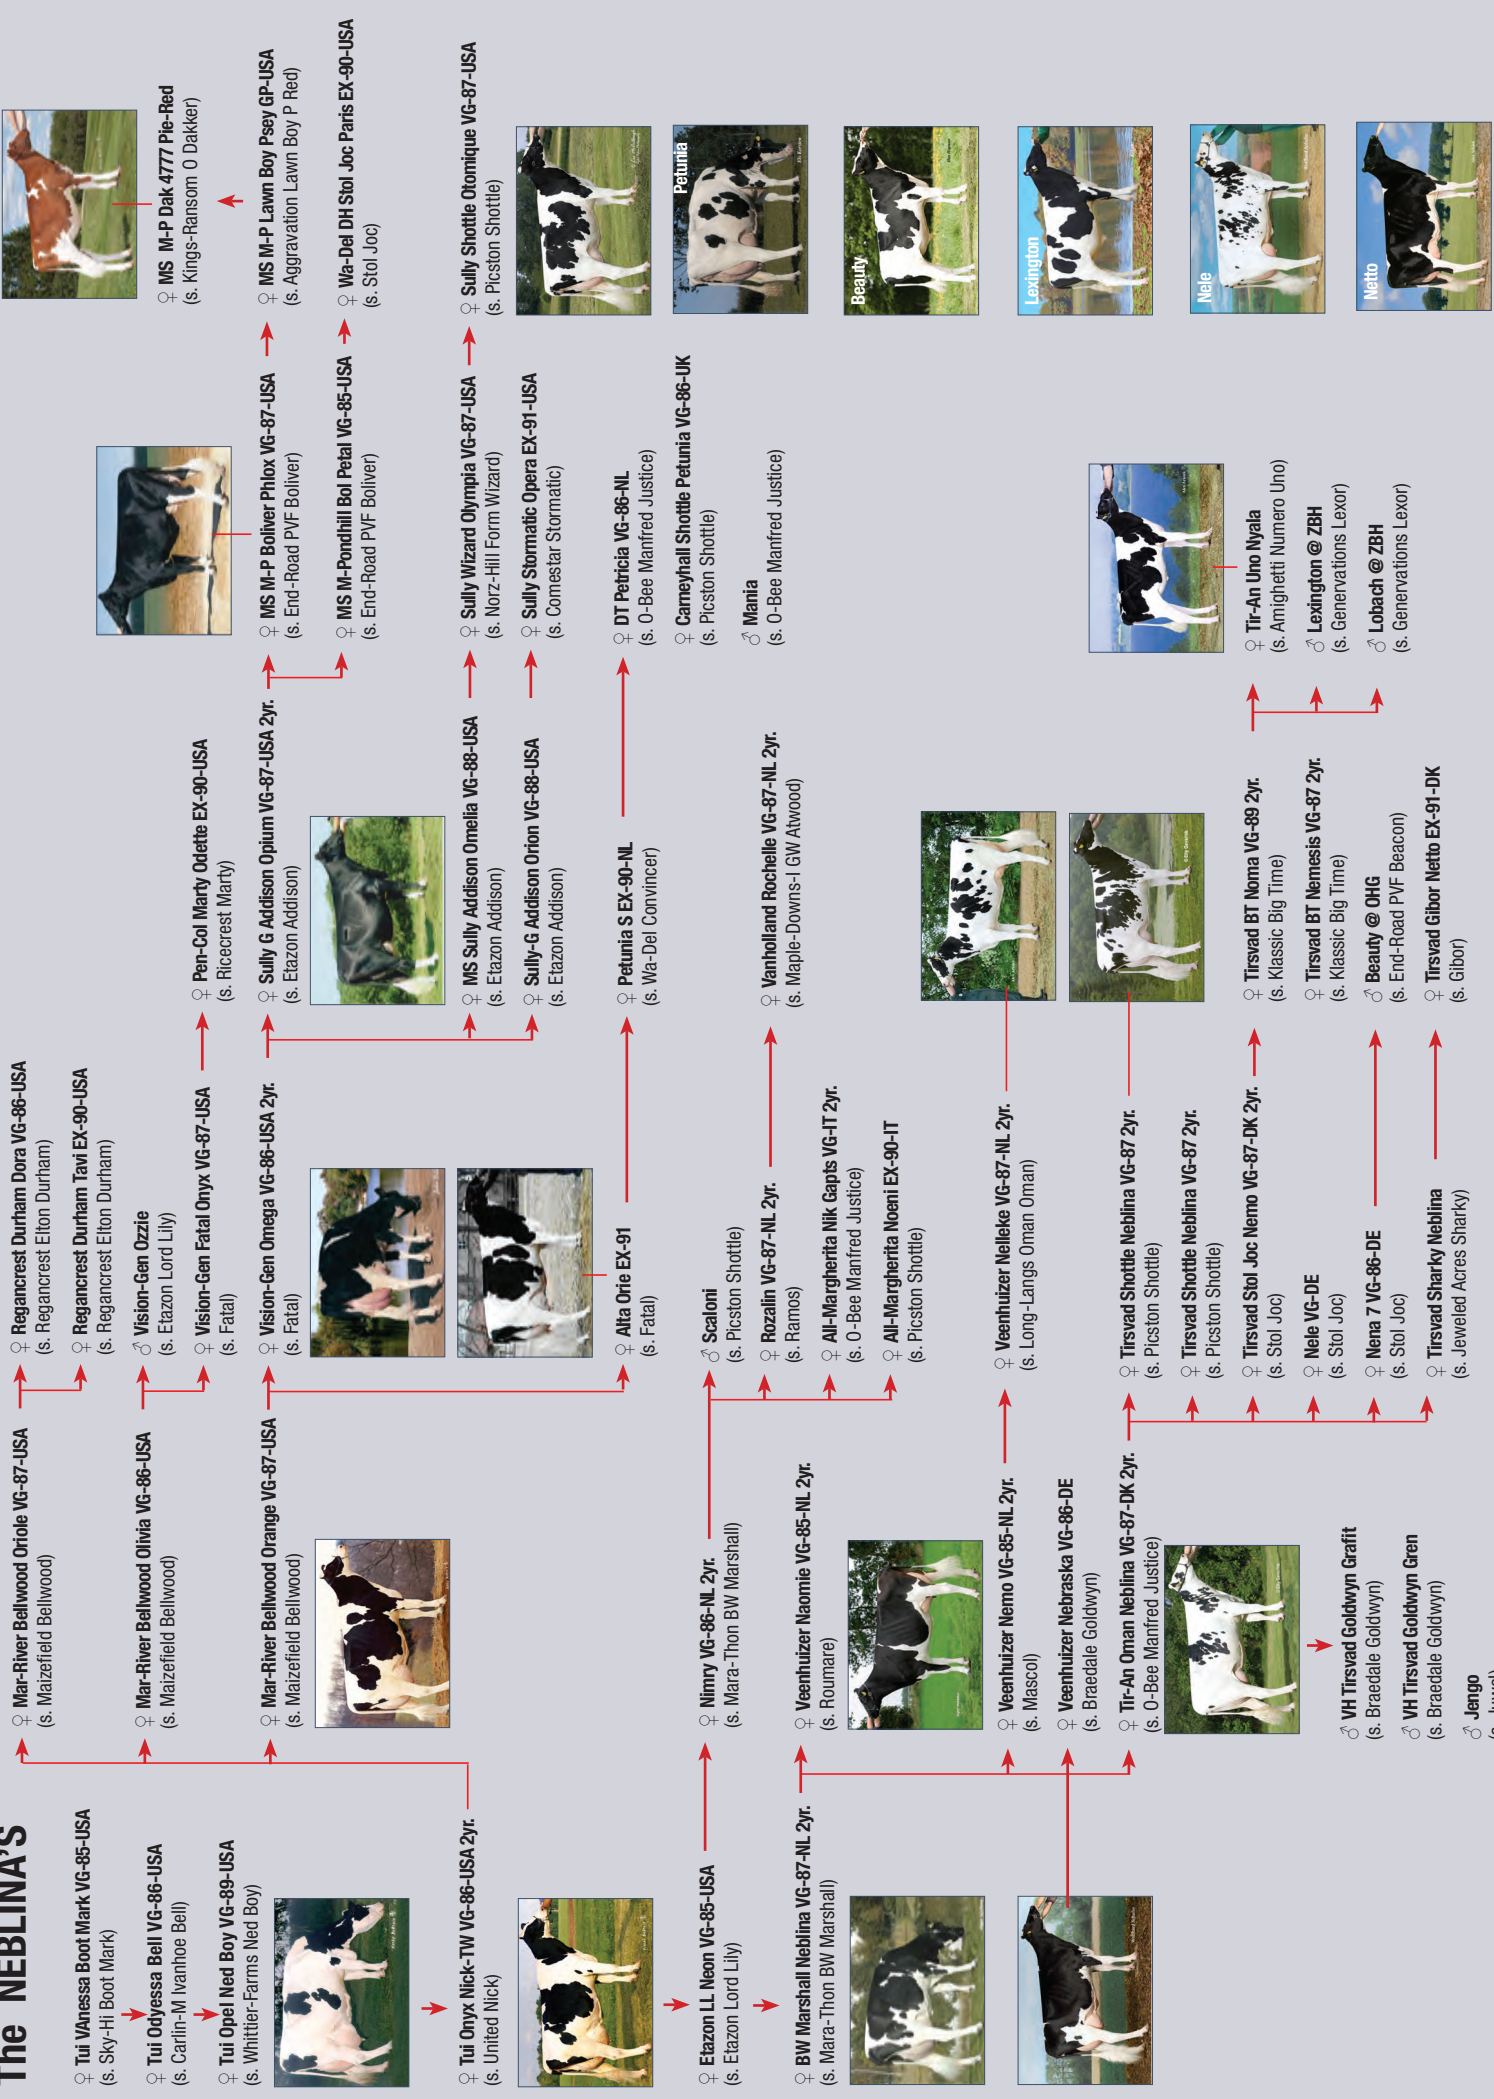 The NEBLINA'S
♀ Tui VAnessa Boot Mark VG-85-USA
(s. Sky-Hi Boot Mark)
♀ Tui Odyessa Bell VG-86-USA
(s. Carlin-M Ivanhoe Bell)
♀ Tui Opel Ned Boy VG-89-USA
(s. Whittier-Farms Ned Boy)
♀ Tui Onyx Nick-TW VG-86-USA 2yr.
(s. United Nick)
♀ Etazon LL Neon VG-85-USA
(s. Etazon Lord Lily)
♀ BW Marshall Neblina VG-87-NL 2yr.
(s. Mara-Thon BW Marshall)
♀ Mar-River Bellwood Oriole VG-87-USA
(s. Maizefield Bellwood)
♀ Mar-River Bellwood Olivia VG-86-USA
(s. Maizefield Bellwood)
♀ Mar-River Bellwood Orange VG-87-USA
(s. Maizefield Bellwood)
♀ Ninny VG-86-NL 2yr.
(s. Mara-Thon BW Marshall)
♀ Veenhuizer Naomie VG-85-NL 2yr.
(s. Roumare)
♀ Veenhuizer Nemo VG-85-NL 2yr.
(s. Mascol)
♀ Veenhuizer Nebraska VG-86-DE
(s. Braedale Goldwyn)
♀ Tir-An Oman Neblina VG-87-DK 2yr.
(s. O-Bee Manfred Justice)
♂ VH Tirsvad Goldwyn Grafit
(s. Braedale Goldwyn)
♂ VH Tirsvad Goldwyn Gren
(s. Braedale Goldwyn)
♂ Jengo
♀ Regancrest Durham Dora VG-86-USA
(s. Regancrest Elton Durham)
♀ Regancrest Durham Tavi EX-90-USA
(s. Regancrest Elton Durham)
♂ Vision-Gen Ozzie
(s. Etazon Lord Lily)
♀ Vision-Gen Fatal Onyx VG-87-USA
(s. Fatal)
♀ Vision-Gen Omega VG-86-USA 2yr.
(s. Fatal)
♀ Alta Orie EX-91
(s. Fatal)
♂ Scaloni
(s. Picston Shottle)
♀ Rozalin VG-87-NL 2yr.
(s. Ramos)
♀ All-Margherita Nik Gapts VG-IT 2yr.
(s. O-Bee Manfred Justice)
♀ All-Margherita Noeni EX-90-IT
(s. Picston Shottle)
♀ Veenhuizer Nelleke VG-87-NL 2yr.
(s. Long-Langs Oman Oman)
♀ Tirsvad Shottle Neblina VG-87 2yr.
(s. Picston Shottle)
♀ Tirsvad Shottle Neblina VG-87 2yr.
(s. Picston Shottle)
♀ Tirsvad Stol Joc Nemo VG-87-DK 2yr.
(s. Stol Joc)
♀ Nele VG-DE
(s. Stol Joc)
♀ Nena 7 VG-86-DE
(s. Stol Joc)
♀ Tirsvad Sharky Neblina
(s. Jeweled Acres Sharky)
♀ Pen-Col Marty Odette EX-90-USA
(s. Ricecrest Marty)
♀ Sully G Addison Opium VG-87-USA 2yr.
(s. Etazon Addison)
♀ MS Sully Addison Omelia VG-88-USA
(s. Etazon Addison)
♀ Sully-G Addison Orion VG-88-USA
(s. Etazon Addison)
♀ Petunia S EX-90-NL
(s. Wa-Del Convincer)
♀ Vanholland Rochelle VG-87-NL 2yr.
(s. Maple-Downs-I GW Atwood)
♀ Tirsvad BT Noma VG-89 2yr.
(s. Klassic Big Time)
♀ Tirsvad BT Nemesis VG-87 2yr.
(s. Klassic Big Time)
♂ Beauty @ OHG
(s. End-Road PVF Beacon)
♀ Tirsvad Gibor Netto EX-91-DK
(s. Gibor)
♀ MS M-P Boliver Phlox VG-87-USA
(s. End-Road PVF Boliver)
♀ MS M-Pondhill Bol Petal VG-85-USA
(s. End-Road PVF Boliver)
♀ Sully Wizard Olympia VG-87-USA
(s. Norz-Hill Form Wizard)
♀ Sully Stormatic Opera EX-91-USA
(s. Comestar Stormatic)
♀ DT Petricia VG-86-NL
(s. O-Bee Manfred Justice)
♀ Carneyhall Shottle Petunia VG-86-UK
(s. Picston Shottle)
♂ Mania
(s. O-Bee Manfred Justice)
♀ Tir-An Uno Nyala
(s. Amighetti Numero Uno)
♂ Lexington @ ZBH
(s. Genervations Lexor)
♂ Lobach @ ZBH
(s. Genervations Lexor)
♀ MS M-P Dak 4777 Pie-Red
(s. Kings-Ransom O Dakker)
♀ MS M-P Lawn Boy Psey GP-USA
(s. Aggravation Lawn Boy P Red)
♀ Wa-Del DH Stol Joc Paris EX-90-USA
(s. Stol Joc)
♀ Sully Shottle Otomique VG-87-USA
(s. Picston Shottle)
Petunia
Beauty
Lexington
Nele
Netto